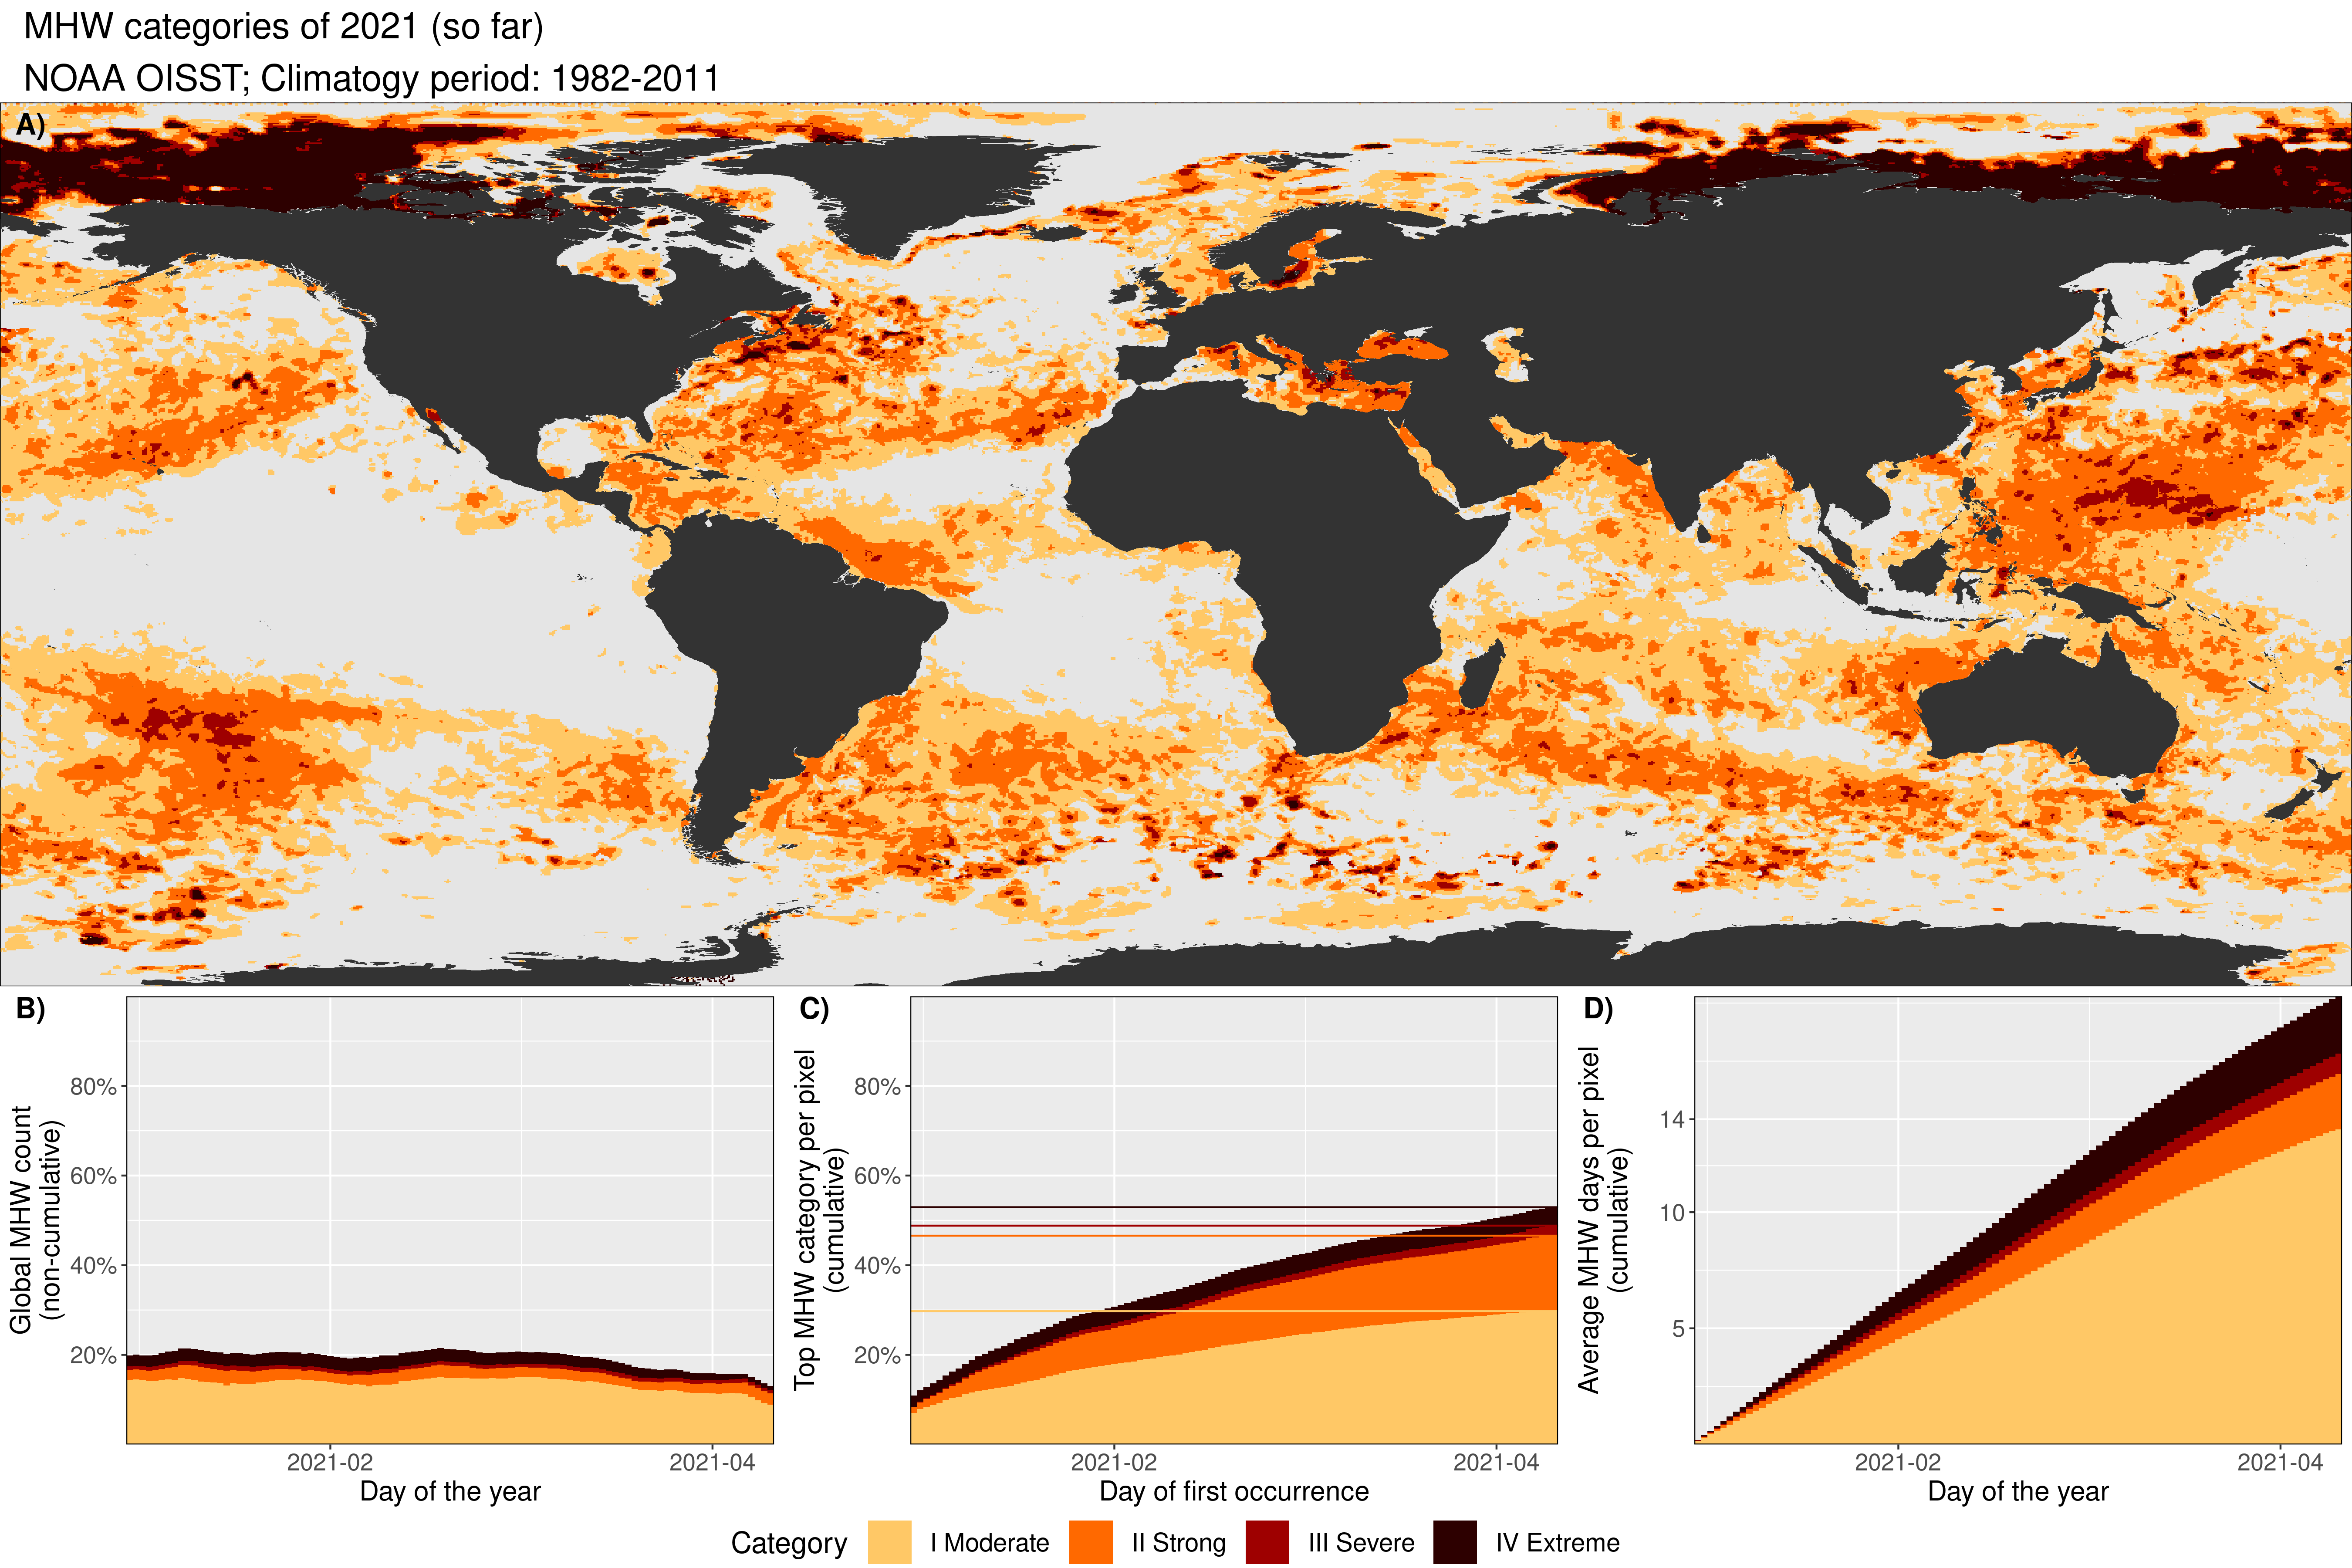 MHW categories of 2021 (so far)
NOAA OISST; Climatogy period: 1982-2011
A)
B)
Global MHW count
(non-cumulative)
80%
60%
40%
20%
2021-02
2021-04
Day of the year
C)
Top MHW category per pixel
(cumulative)
80%
60%
40%
20%
2021-02
2021-04
Day of first occurrence
D)
Average MHW days per pixel
(cumulative)
14
10
5
2021-02
2021-04
Day of the year
Category I Moderate II Strong III Severe IV Extreme